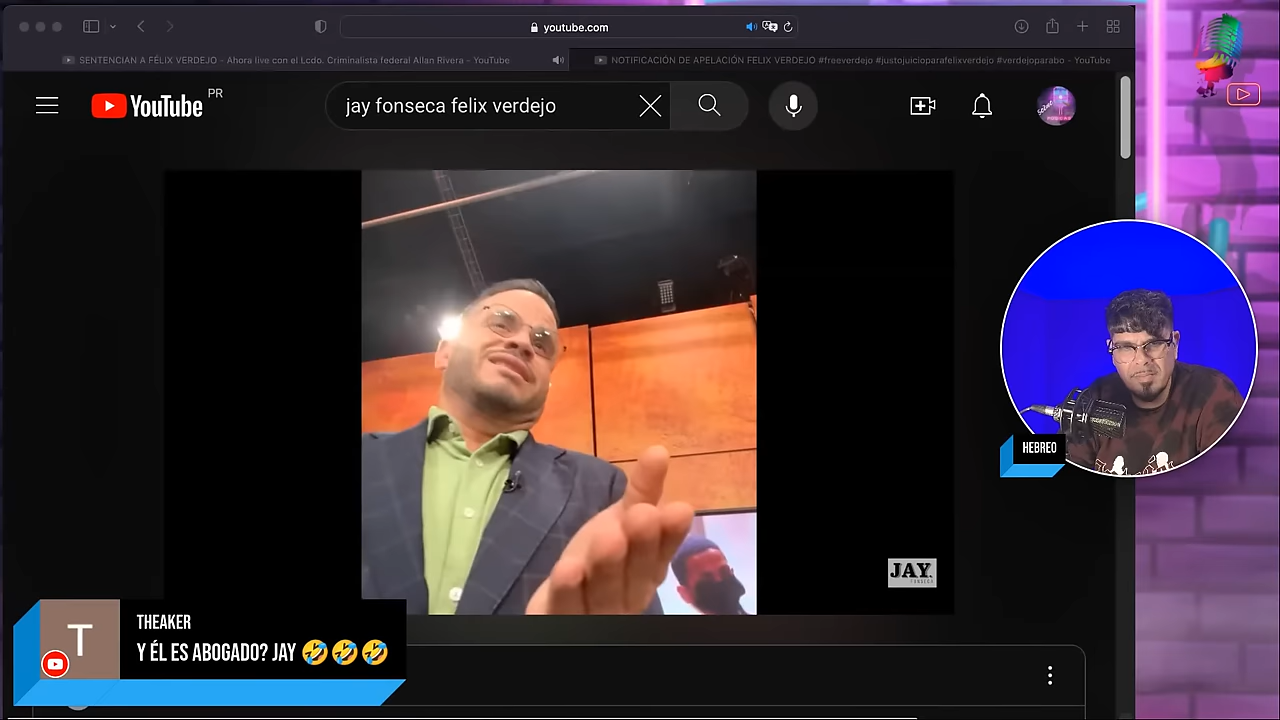 youtube.com
SENTENCIAN A FÉLIX VERDEJO - Ahora live con el Lcdo. Criminalista federal Allan Rivera - YouTube
NOTIFICACIÓN DE APELACIÓN FELIX VERDEJO #freeverdejo #justojuicioparafelixverdejo #verdejoparabo - YouTube
YouTube PR
jay fonseca felix verdejo
HEBREO
JAY.
FONSECA
T
THEAKER
Y ÉL ES ABOGADO? JAY 🤣🤣🤣